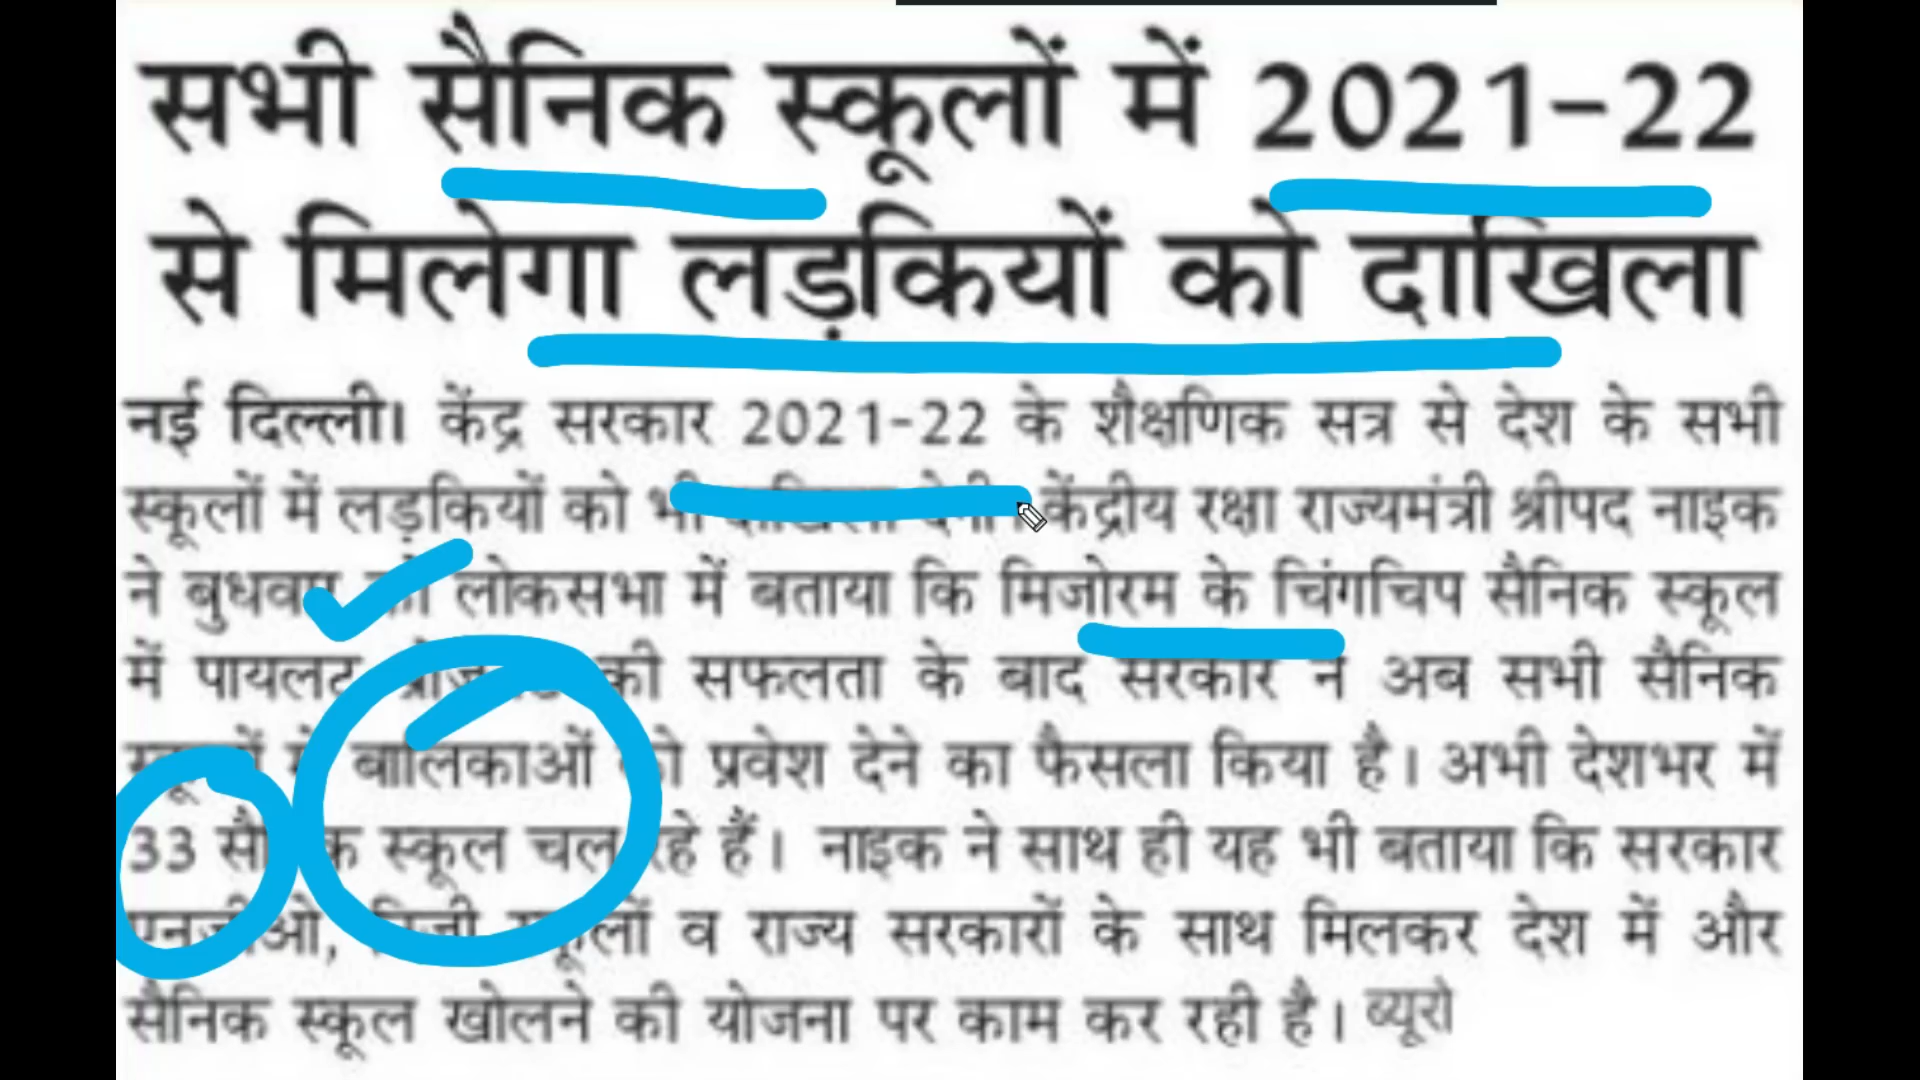 सभी सैनिक स्कूलों में 2021-22
से मिलेगा लड़कियों को दाखिला
नई दिल्ली। केंद्र सरकार 2021-22 के शैक्षणिक सत्र से देश के सभी
स्कूलों में लड़कियों को भी दाखिला देगी। केंद्रीय रक्षा राज्यमंत्री श्रीपद नाइक
ने बुधवार को लोकसभा में बताया कि मिजोरम के चिंगचिप सैनिक स्कूल
में पायलट प्रोजेक्ट की सफलता के बाद सरकार ने अब सभी सैनिक
स्कूलों में बालिकाओं को प्रवेश देने का फैसला किया है। अभी देशभर में
33 सैनिक स्कूल चल रहे हैं। नाइक ने साथ ही यह भी बताया कि सरकार
एनजीओ, निजी स्कूलों व राज्य सरकारों के साथ मिलकर देश में और
सैनिक स्कूल खोलने की योजना पर काम कर रही है। ब्यूरो